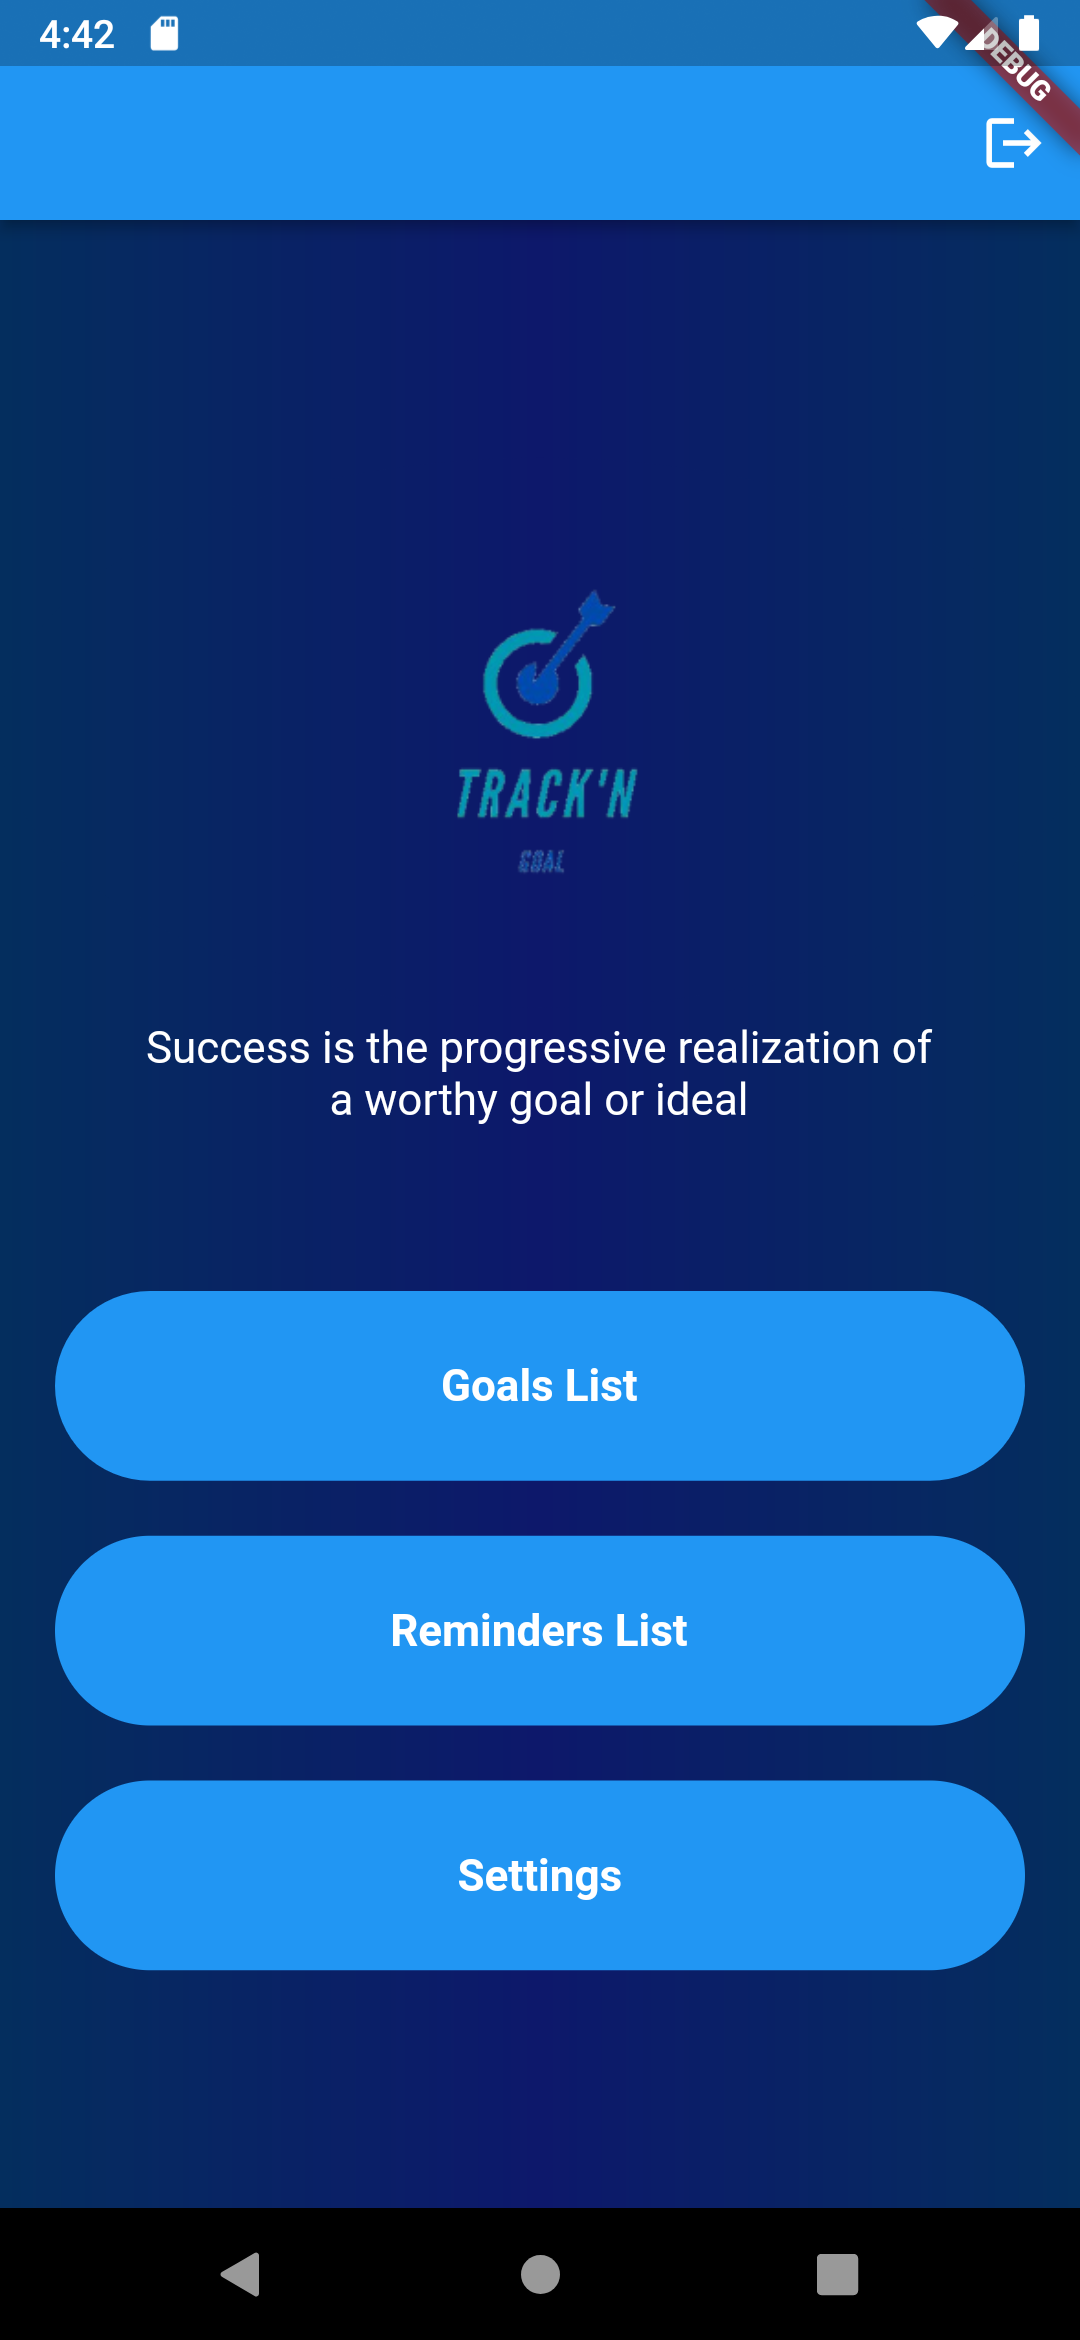 4:42
DEBUG
TRACK'N
GOAL
Success is the progressive realization of
a worthy goal or ideal
Goals List
Reminders List
Settings